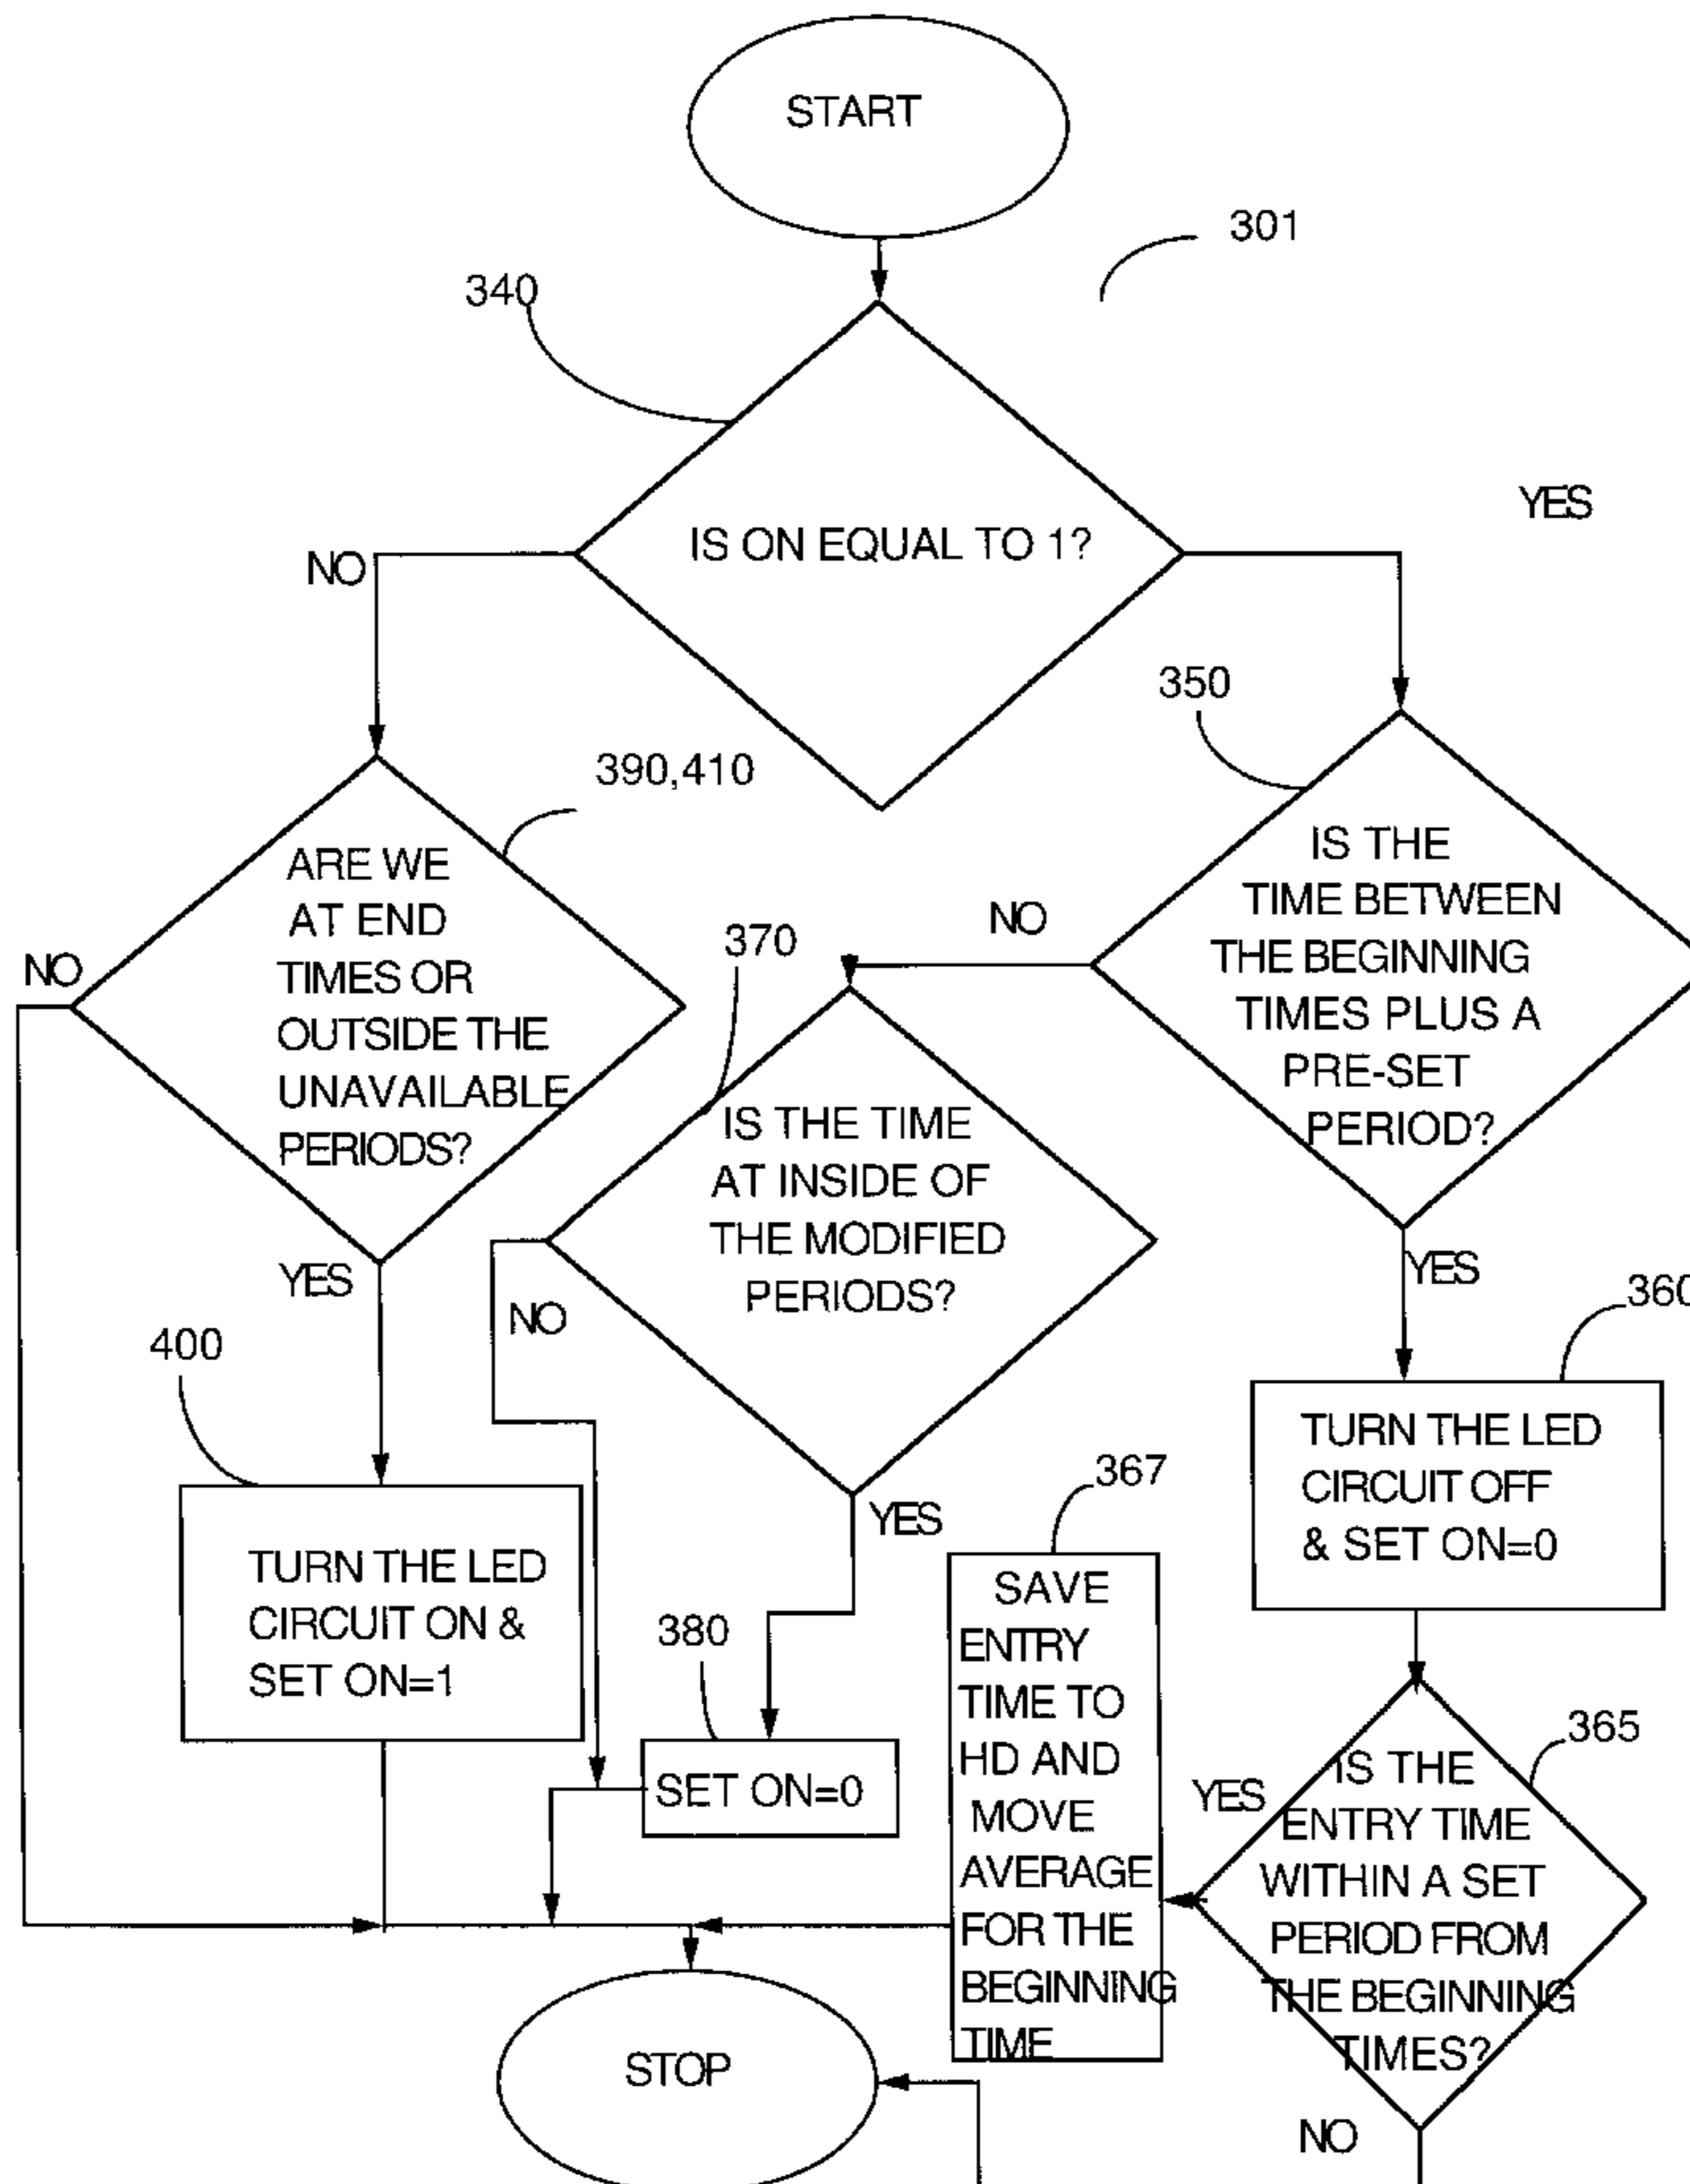 START
301
340
IS ON EQUAL TO 1?
YES
NO
350
390,410
ARE WE
AT END
TIMES OR
OUTSIDE THE
UNAVAILABLE
PERIODS?
NO
YES
IS THE
TIME BETWEEN
THE BEGINNING
TIMES PLUS A
PRE-SET
PERIOD?
NO
YES
370
IS THE TIME
AT INSIDE OF
THE MODIFIED
PERIODS?
NO
YES
360
TURN THE LED
CIRCUIT OFF
& SET ON=0
400
TURN THE LED
CIRCUIT ON &
SET ON=1
380
SET ON=0
367
SAVE
ENTRY
TIME TO
HD AND
MOVE
AVERAGE
FOR THE
BEGINNING
TIME
365
YES
IS THE
ENTRY TIME
WITHIN A SET
PERIOD FROM
THE BEGINNING
TIMES?
NO
STOP